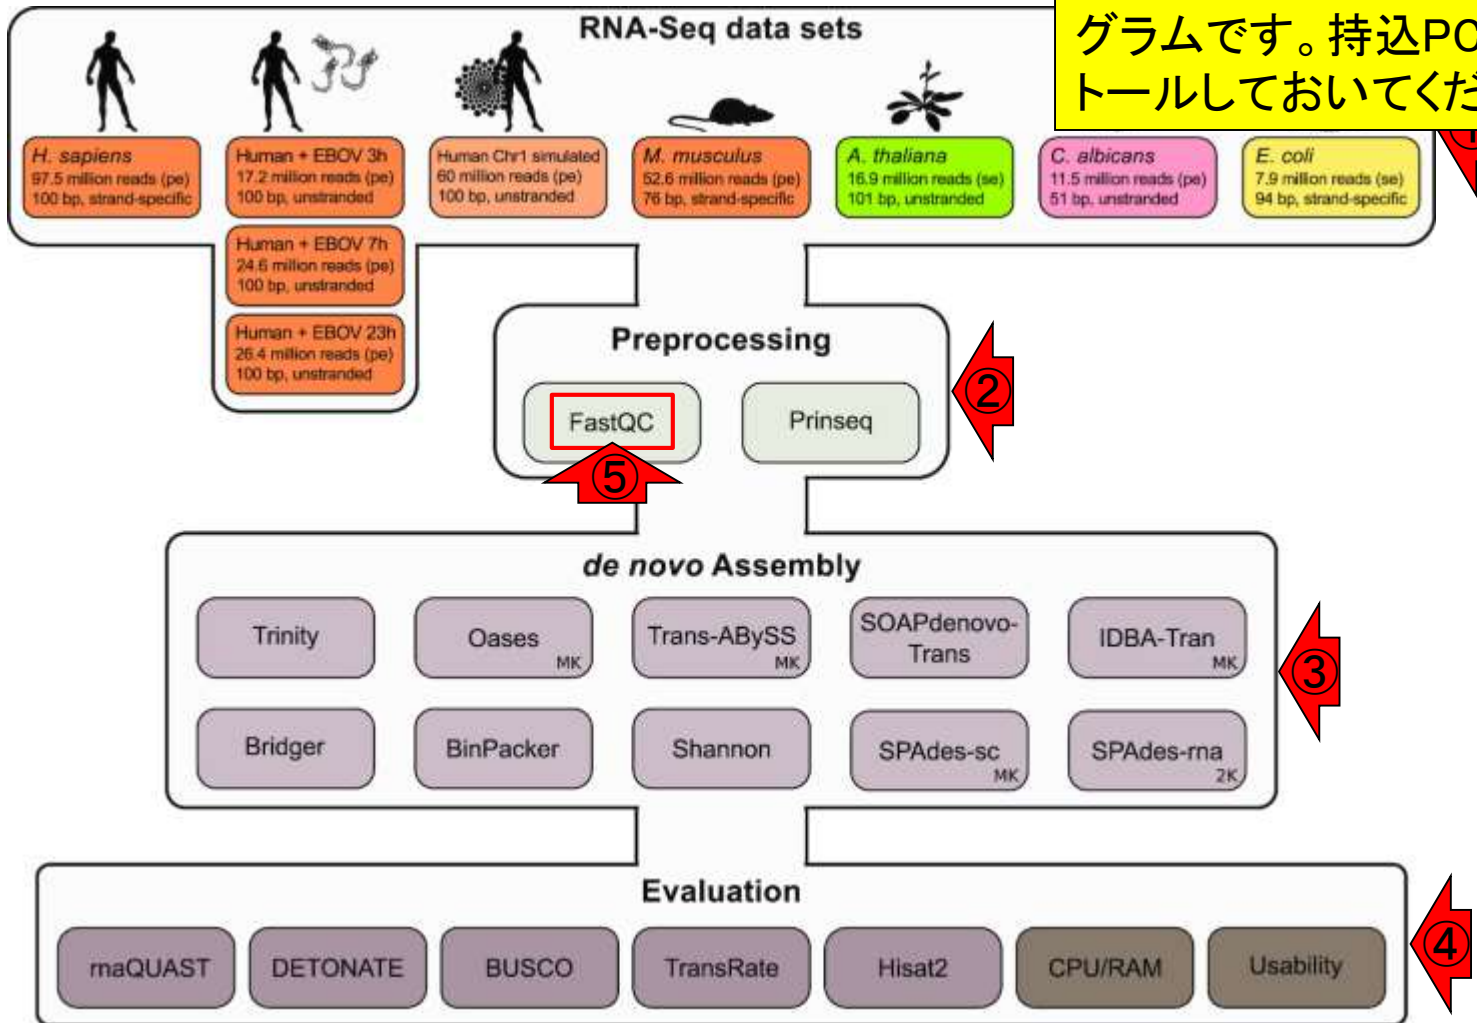 グラムです。持込PC
トールしておいてくだ
RNA-Seq data sets
H. sapiens
97.5 million reads (pe)
100 bp, strand-specific
Human + EBOV 3h
17.2 million reads (pe)
100 bp, unstranded
Human Chr1 simulated
60 million reads (pe)
100 bp, unstranded
M. musculus
52.6 million reads (pe)
76 bp, strand-specific
A. thaliana
16.9 million reads (se)
101 bp, unstranded
C. albicans
11.5 million reads (pe)
51 bp, unstranded
E. coli
7.9 million reads (se)
94 bp, strand-specific
Human + EBOV 7h
24.6 million reads (pe)
100 bp, unstranded
Human + EBOV 23h
26.4 million reads (pe)
100 bp, unstranded
Preprocessing
②
FastQC
Prinseq
⑤
de novo Assembly
Trinity
Oases
MK
Trans-ABySS
MK
SOAPdenovo-
Trans
IDBA-Tran
MK
③
Bridger
BinPacker
Shannon
SPAdes-sc
MK
SPAdes-rna
2K
Evaluation
rnaQUAST
DETONATE
BUSCO
TransRate
Hisat2
CPU/RAM
Usability
④